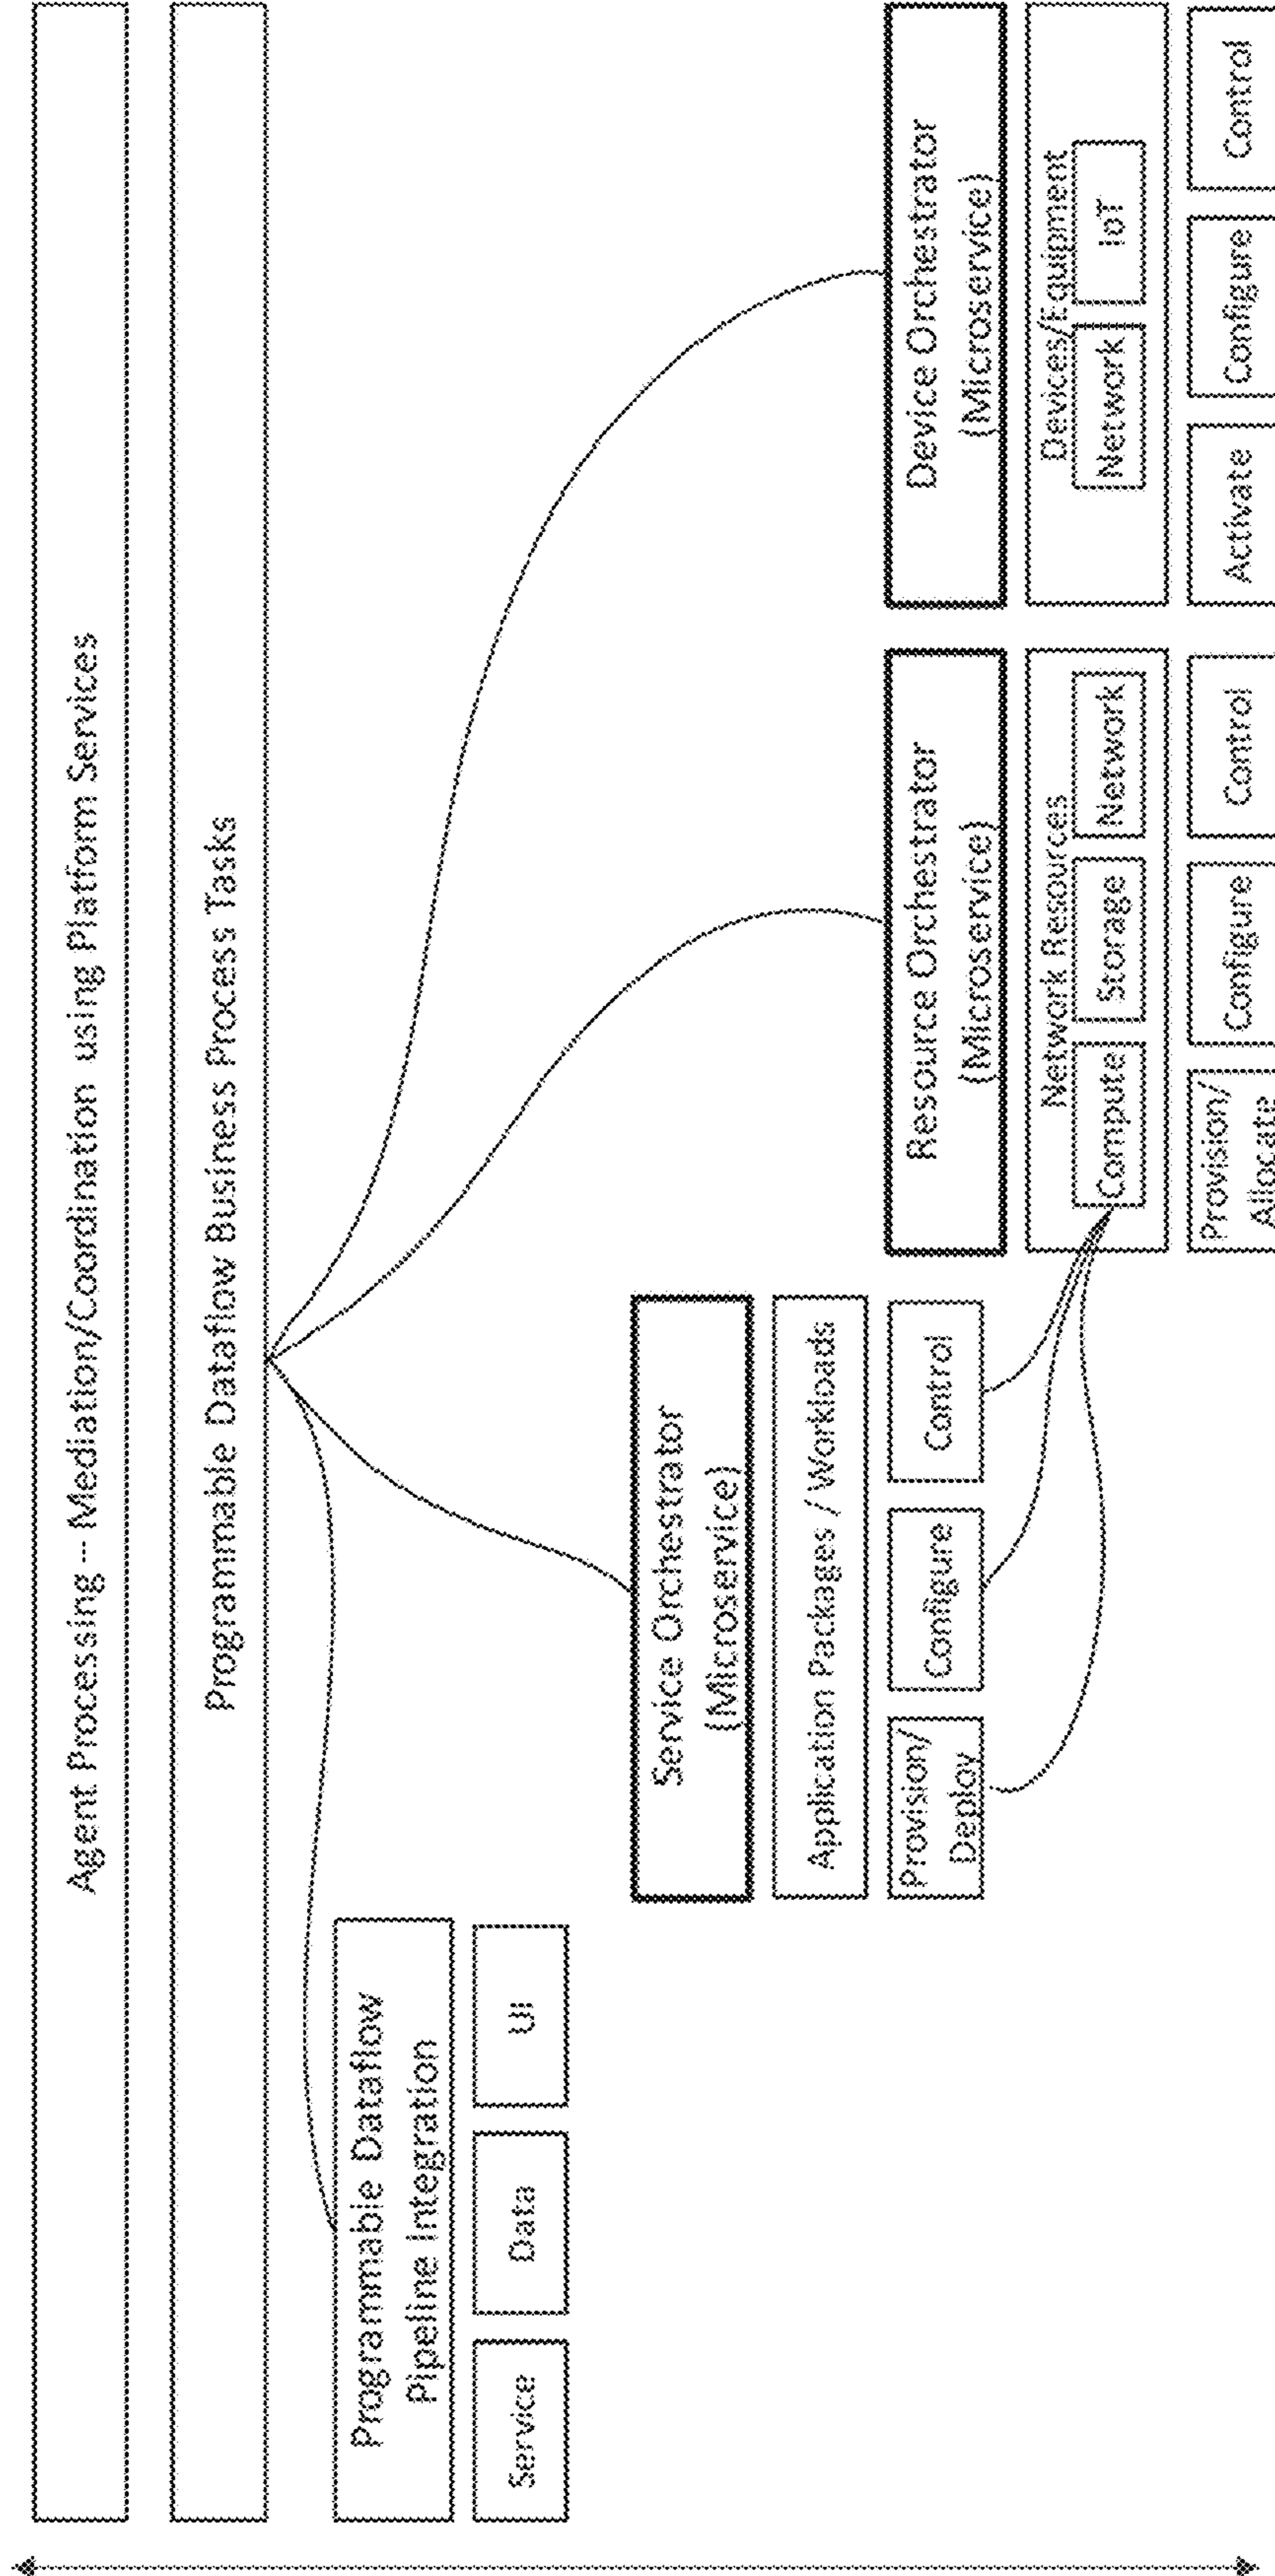 Agent Processing -- Mediation/Coordination using Platform Services
Programmable Dataflow Business Process Tasks
Programmable Dataflow
Pipeline Integration
Service
Data
UI
Service Orchestrator
(Microservice)
Application Packages / Workloads
Provision/
Deploy
Configure
Control
Resource Orchestrator
(Microservice)
Network Resources
Compute
Storage
Network
Provision/
Allocate
Configure
Control
Device Orchestrator
(Microservice)
Devices/Equipment
Network
IoT
Activate
Configure
Control